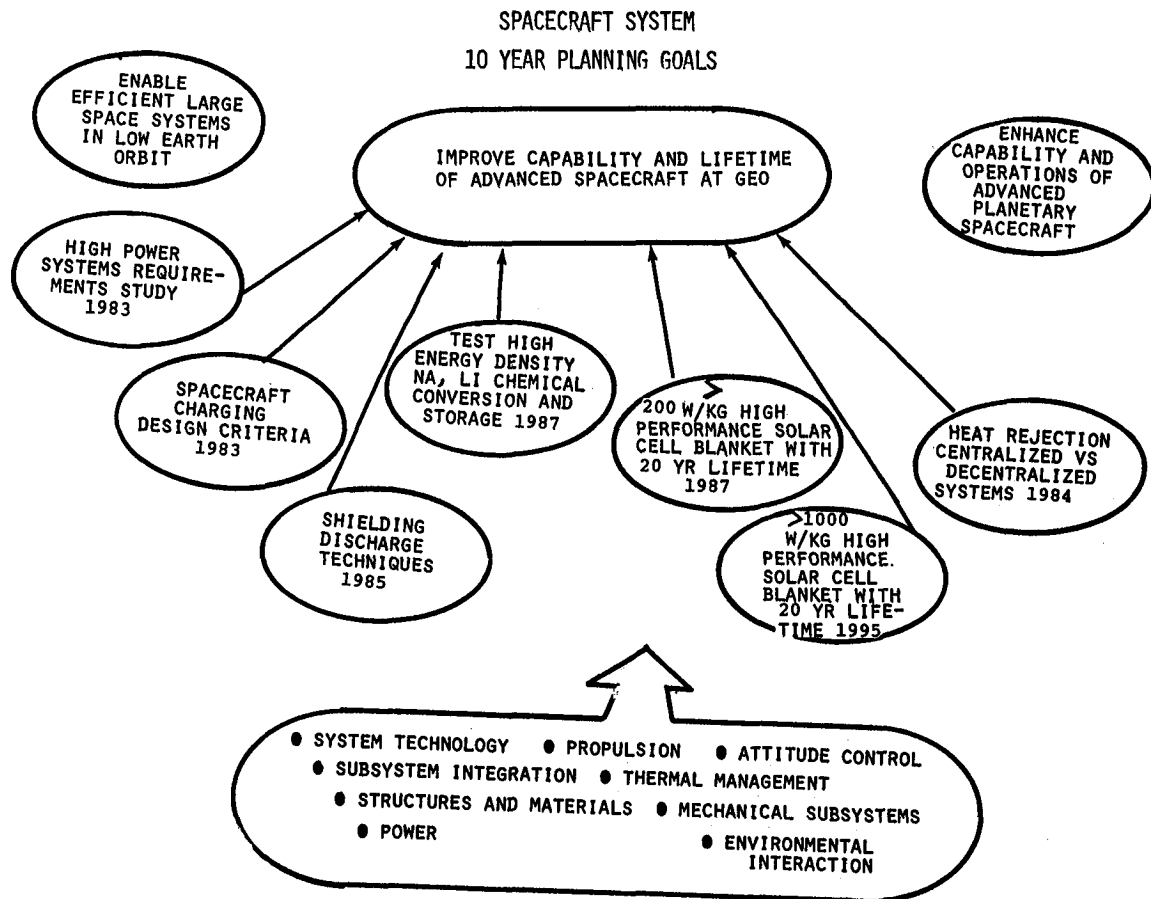 SPACECRAFT SYSTEM
10 YEAR PLANNING GOALS
ENABLE
EFFICIENT LARGE
SPACE SYSTEMS
IN LOW EARTH
ORBIT
IMPROVE CAPABILITY AND LIFETIME
OF ADVANCED SPACECRAFT AT GEO
ENHANCE
CAPABILITY AND
OPERATIONS OF
ADVANCED
PLANETARY
SPACECRAFT
HIGH POWER
SYSTEMS REQUIRE-
MENTS STUDY
1983
SPACECRAFT
CHARGING
DESIGN CRITERIA
1983
SHIELDING
DISCHARGE
TECHNIQUES
1985
TEST HIGH
ENERGY DENSITY
NA, LI CHEMICAL
CONVERSION AND
STORAGE 1987
>
200 W/KG HIGH
PERFORMANCE SOLAR
CELL BLANKET WITH
20 YR LIFETIME
1987
>1000
W/KG HIGH
PERFORMANCE.
SOLAR CELL
BLANKET WITH
20 YR LIFE-
TIME 1995
HEAT REJECTION
CENTRALIZED VS
DECENTRALIZED
SYSTEMS 1984
● SYSTEM TECHNOLOGY ● PROPULSION ● ATTITUDE CONTROL
● SUBSYSTEM INTEGRATION ● THERMAL MANAGEMENT
● STRUCTURES AND MATERIALS ● MECHANICAL SUBSYSTEMS
● POWER ● ENVIRONMENTAL
INTERACTION